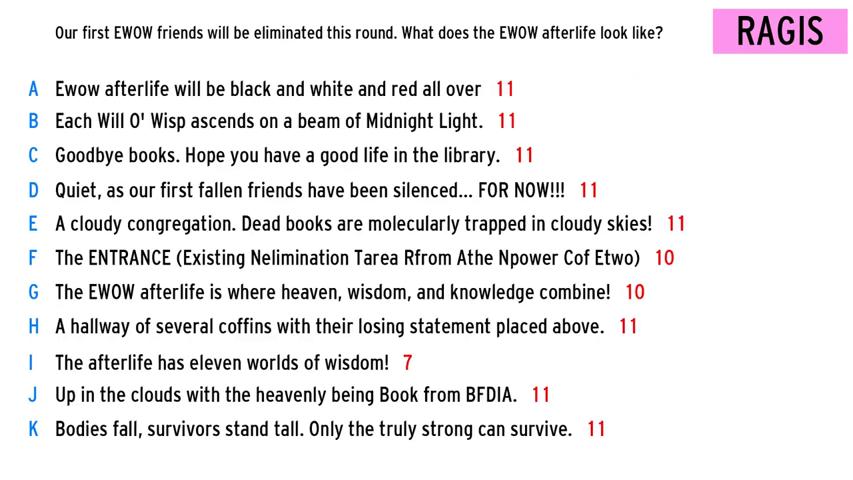 Our first EWOW friends will be eliminated this round. What does the EWOW afterlife look like?
RAGIS
A Ewow afterlife will be black and white and red all over 11
B Each Will O' Wisp ascends on a beam of Midnight Light. 11
C Goodbye books. Hope you have a good life in the library. 11
D Quiet, as our first fallen friends have been silenced... FOR NOW!!! 11
E A cloudy congregation. Dead books are molecularly trapped in cloudy skies! 11
F The ENTRANCE (Existing Nelimination Tarea Rfrom Athe Npower Cof Etwo) 10
G The EWOW afterlife is where heaven, wisdom, and knowledge combine! 10
H A hallway of several coffins with their losing statement placed above. 11
I The afterlife has eleven worlds of wisdom! 7
J Up in the clouds with the heavenly being Book from BFDIA. 11
K Bodies fall, survivors stand tall. Only the truly strong can survive. 11